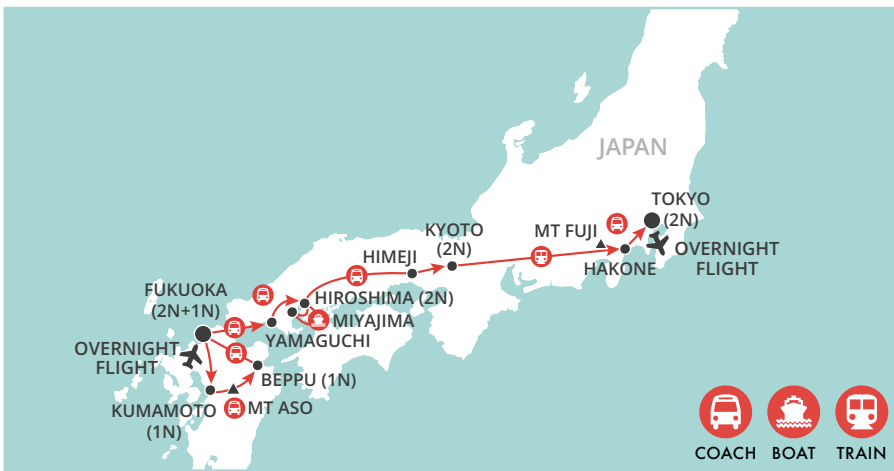 JAPAN
TOKYO
(2N)
KYOTO
(2N)
MT FUJI
OVERNIGHT
FLIGHT
HIMEJI
HAKONE
FUKUOKA
(2N+1N)
HIROSHIMA (2N)
MIYAJIMA
YAMAGUCHI
OVERNIGHT
FLIGHT
BEPPU (1N)
KUMAMOTO
(1N)
MT ASO
COACH
BOAT
TRAIN